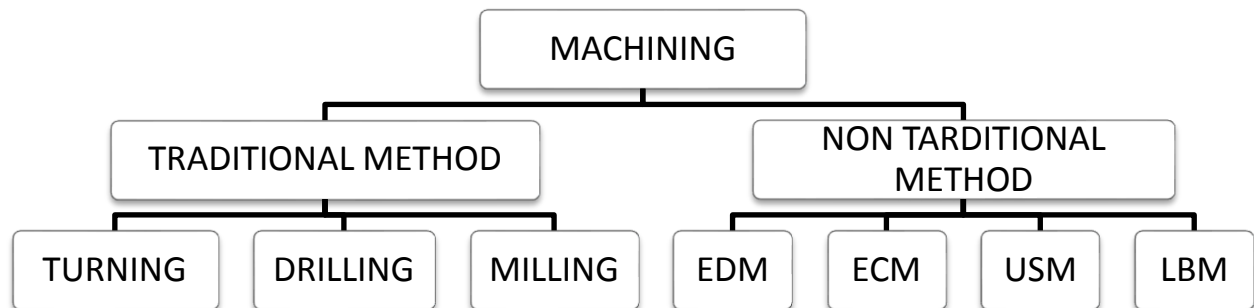 MACHINING
TRADITIONAL METHOD
NON TARDITIONAL
METHOD
TURNING
DRILLING
MILLING
EDM
ECM
USM
LBM